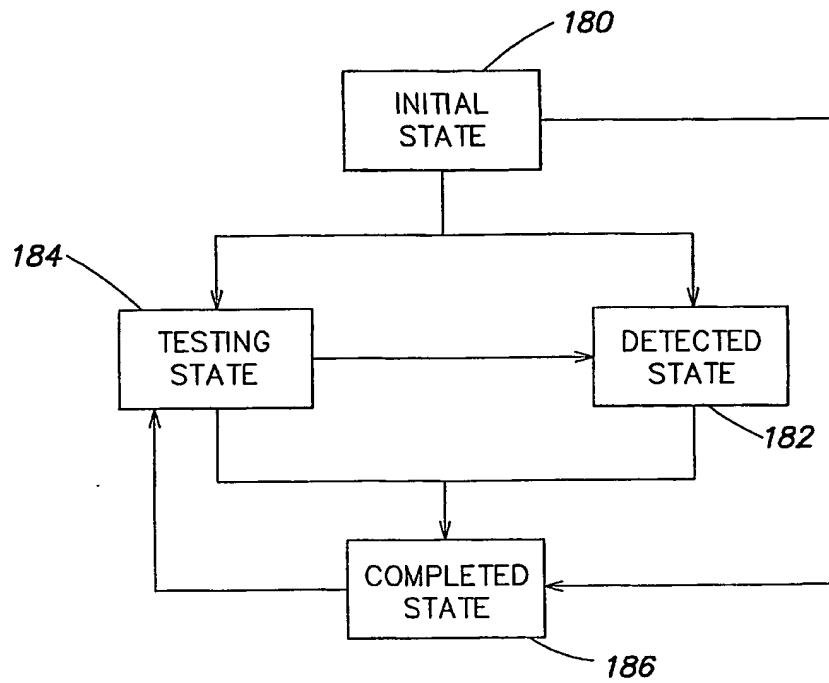 180
INITIAL
STATE
184
TESTING
STATE
DETECTED
STATE
182
COMPLETED
STATE
186